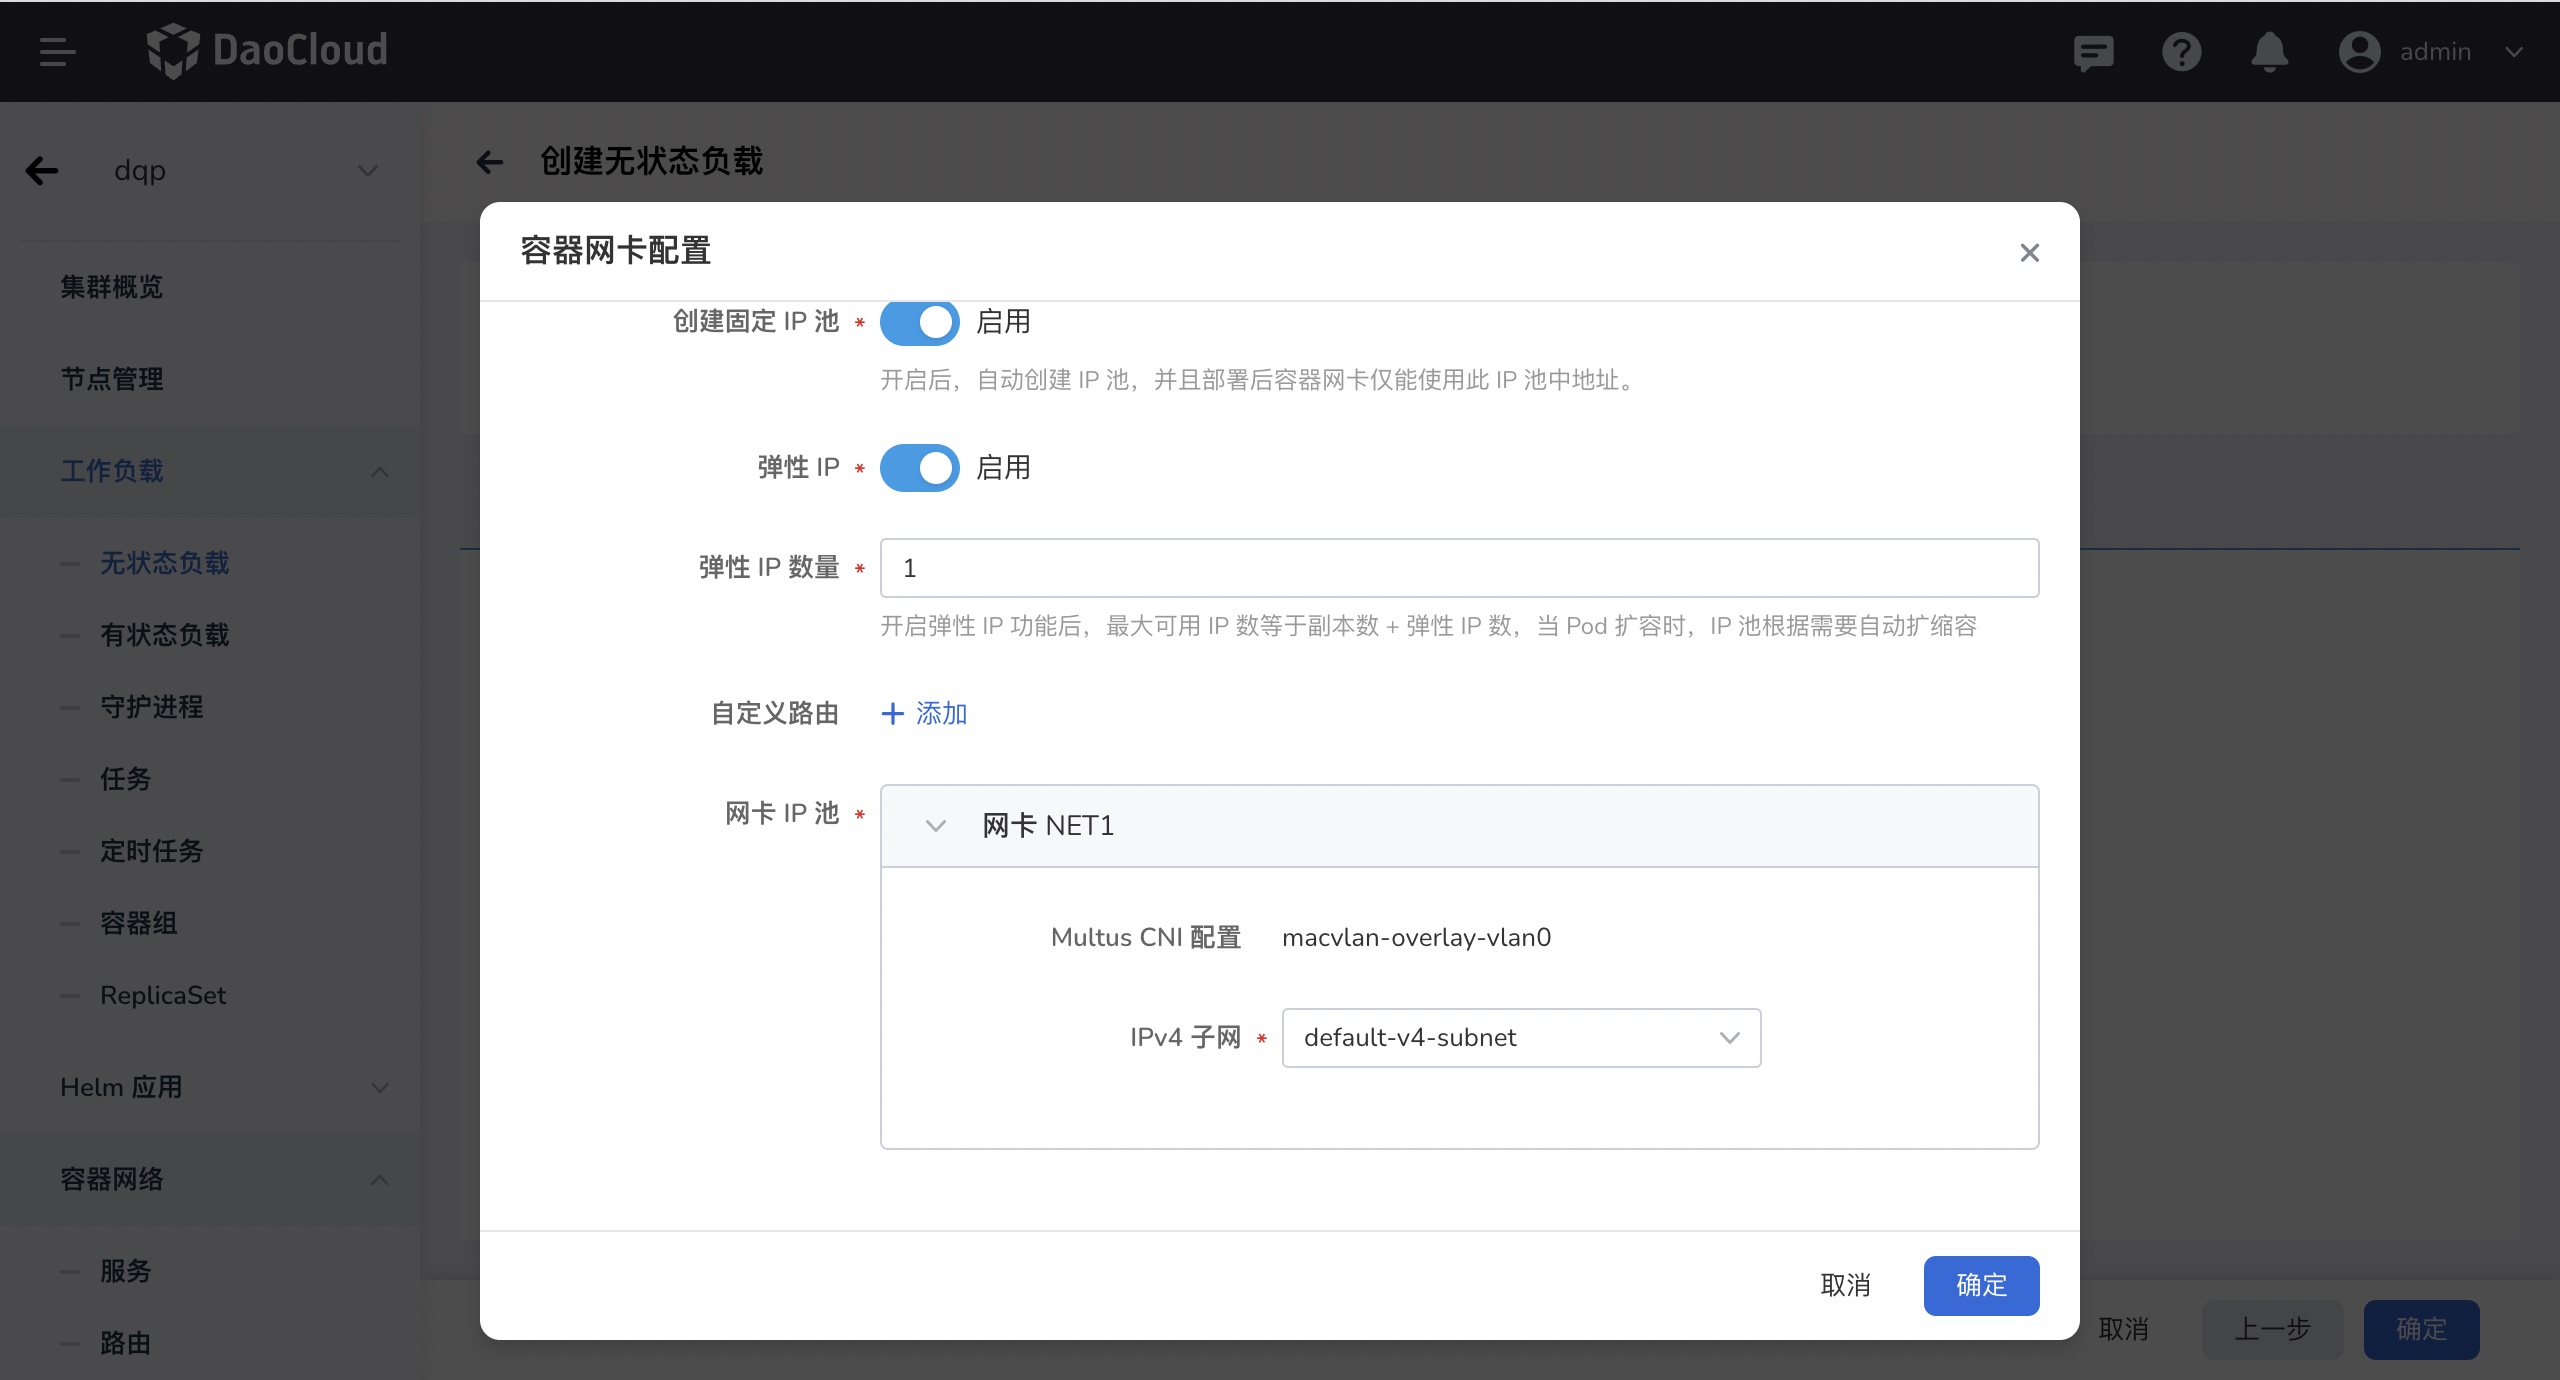 DaoCloud
admin
dqp
集群概览
节点管理
工作负载
无状态负载
有状态负载
守护进程
任务
定时任务
容器组
ReplicaSet
Helm 应用
容器网络
服务
路由
创建无状态负载
容器网卡配置
创建固定 IP 池 * 启用
开启后，自动创建 IP 池，并且部署后容器网卡仅能使用此 IP 池中地址。
弹性 IP * 启用
弹性 IP 数量 * 1
开启弹性 IP 功能后，最大可用 IP 数等于副本数 + 弹性 IP 数，当 Pod 扩容时，IP 池根据需要自动扩缩容
自定义路由 + 添加
网卡 IP 池 * 网卡 NET1
Multus CNI 配置 macvlan-overlay-vlan0
IPv4 子网 * default-v4-subnet
取消 确定
取消 上一步 确定